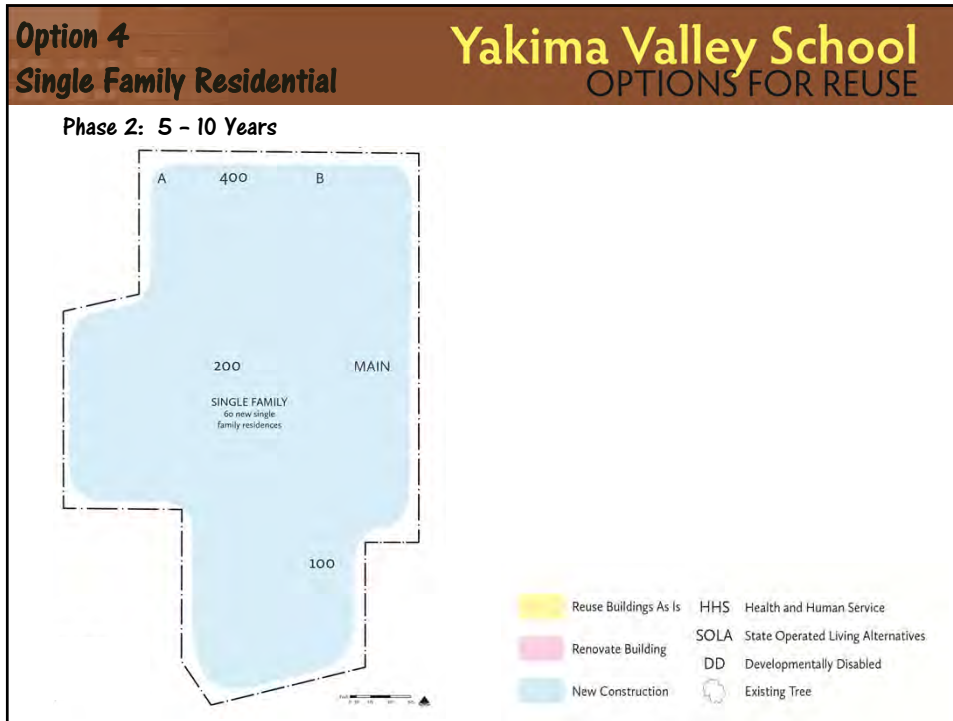 Option 4
Single Family Residential
Yakima Valley School
OPTIONS FOR REUSE
Phase 2: 5 – 10 Years
A 400 B
200 MAIN
SINGLE FAMILY
60 new single
family residences
100
Reuse Buildings As Is HHS Health and Human Service
Renovate Building SOLA State Operated Living Alternatives
DD Developmentally Disabled
New Construction Existing Tree